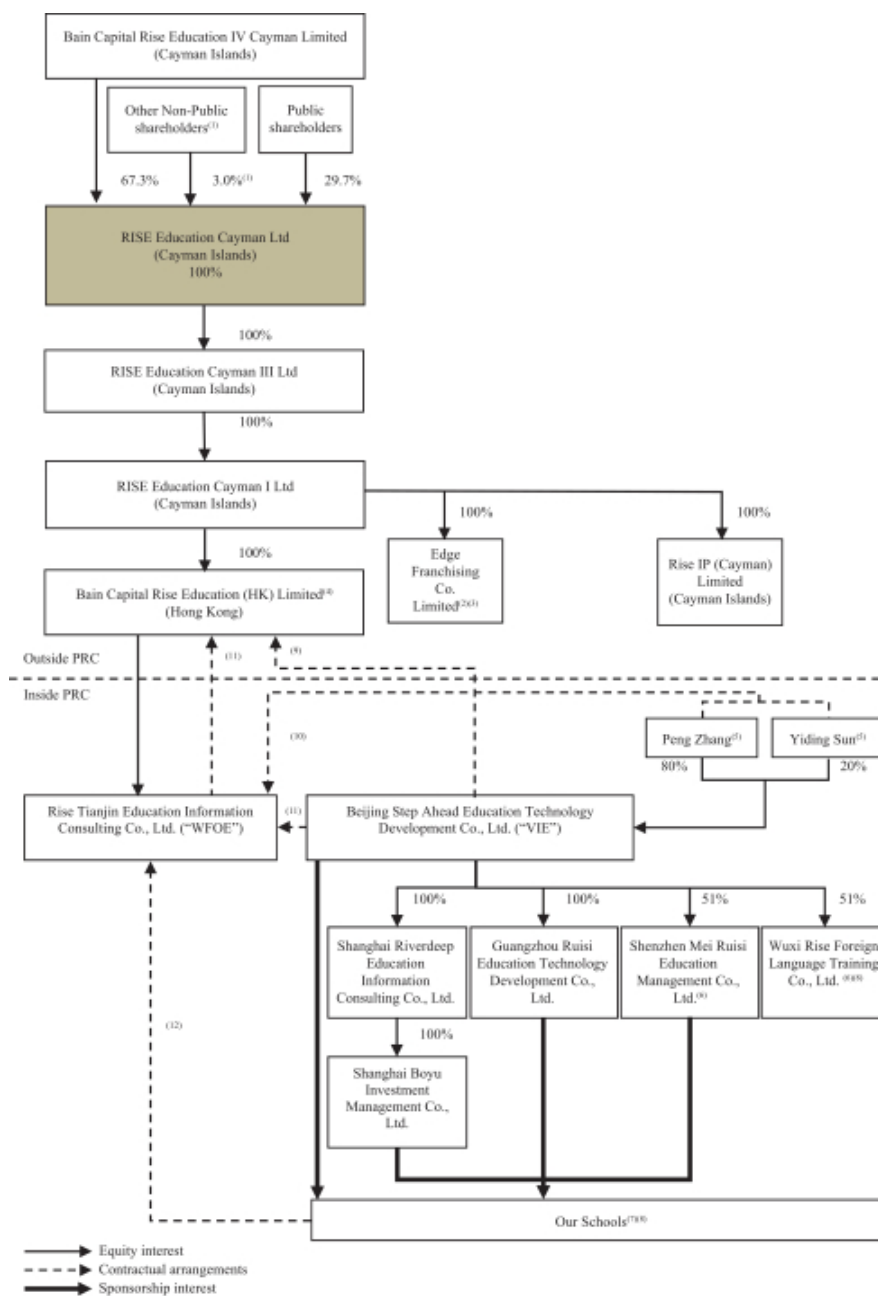 Bain Capital Rise Education IV Cayman Limited
(Cayman Islands)
Other Non-Public
shareholders(1)
Public
shareholders
67.3%
3.0%(1)
29.7%
RISE Education Cayman Ltd
(Cayman Islands)
100%
100%
RISE Education Cayman III Ltd
(Cayman Islands)
100%
RISE Education Cayman I Ltd
(Cayman Islands)
100%
100%
100%
Edge
Franchising
Co.
Limited(2)(3)
Rise IP (Cayman)
Limited
(Cayman Islands)
Bain Capital Rise Education (HK) Limited(4)
(Hong Kong)
Outside PRC
(11)
(9)
Inside PRC
(10)
Peng Zhang(5)
Yiding Sun(5)
80%
20%
Rise Tianjin Education Information
Consulting Co., Ltd. (“WFOE”)
(11)
Beijing Step Ahead Education Technology
Development Co., Ltd. (“VIE”)
100%
100%
51%
51%
Shanghai Riverdeep
Education
Information
Consulting Co., Ltd.
Guangzhou Ruisi
Education Technology
Development Co.,
Ltd.
Shenzhen Mei Ruisi
Education
Management Co.,
Ltd.(6)
Wuxi Rise Foreign
Language Training
Co., Ltd.
(12)
100%
Shanghai Boyu
Investment
Management Co.,
Ltd.
Our Schools(7)(8)
Equity interest
Contractual arrangements
Sponsorship interest